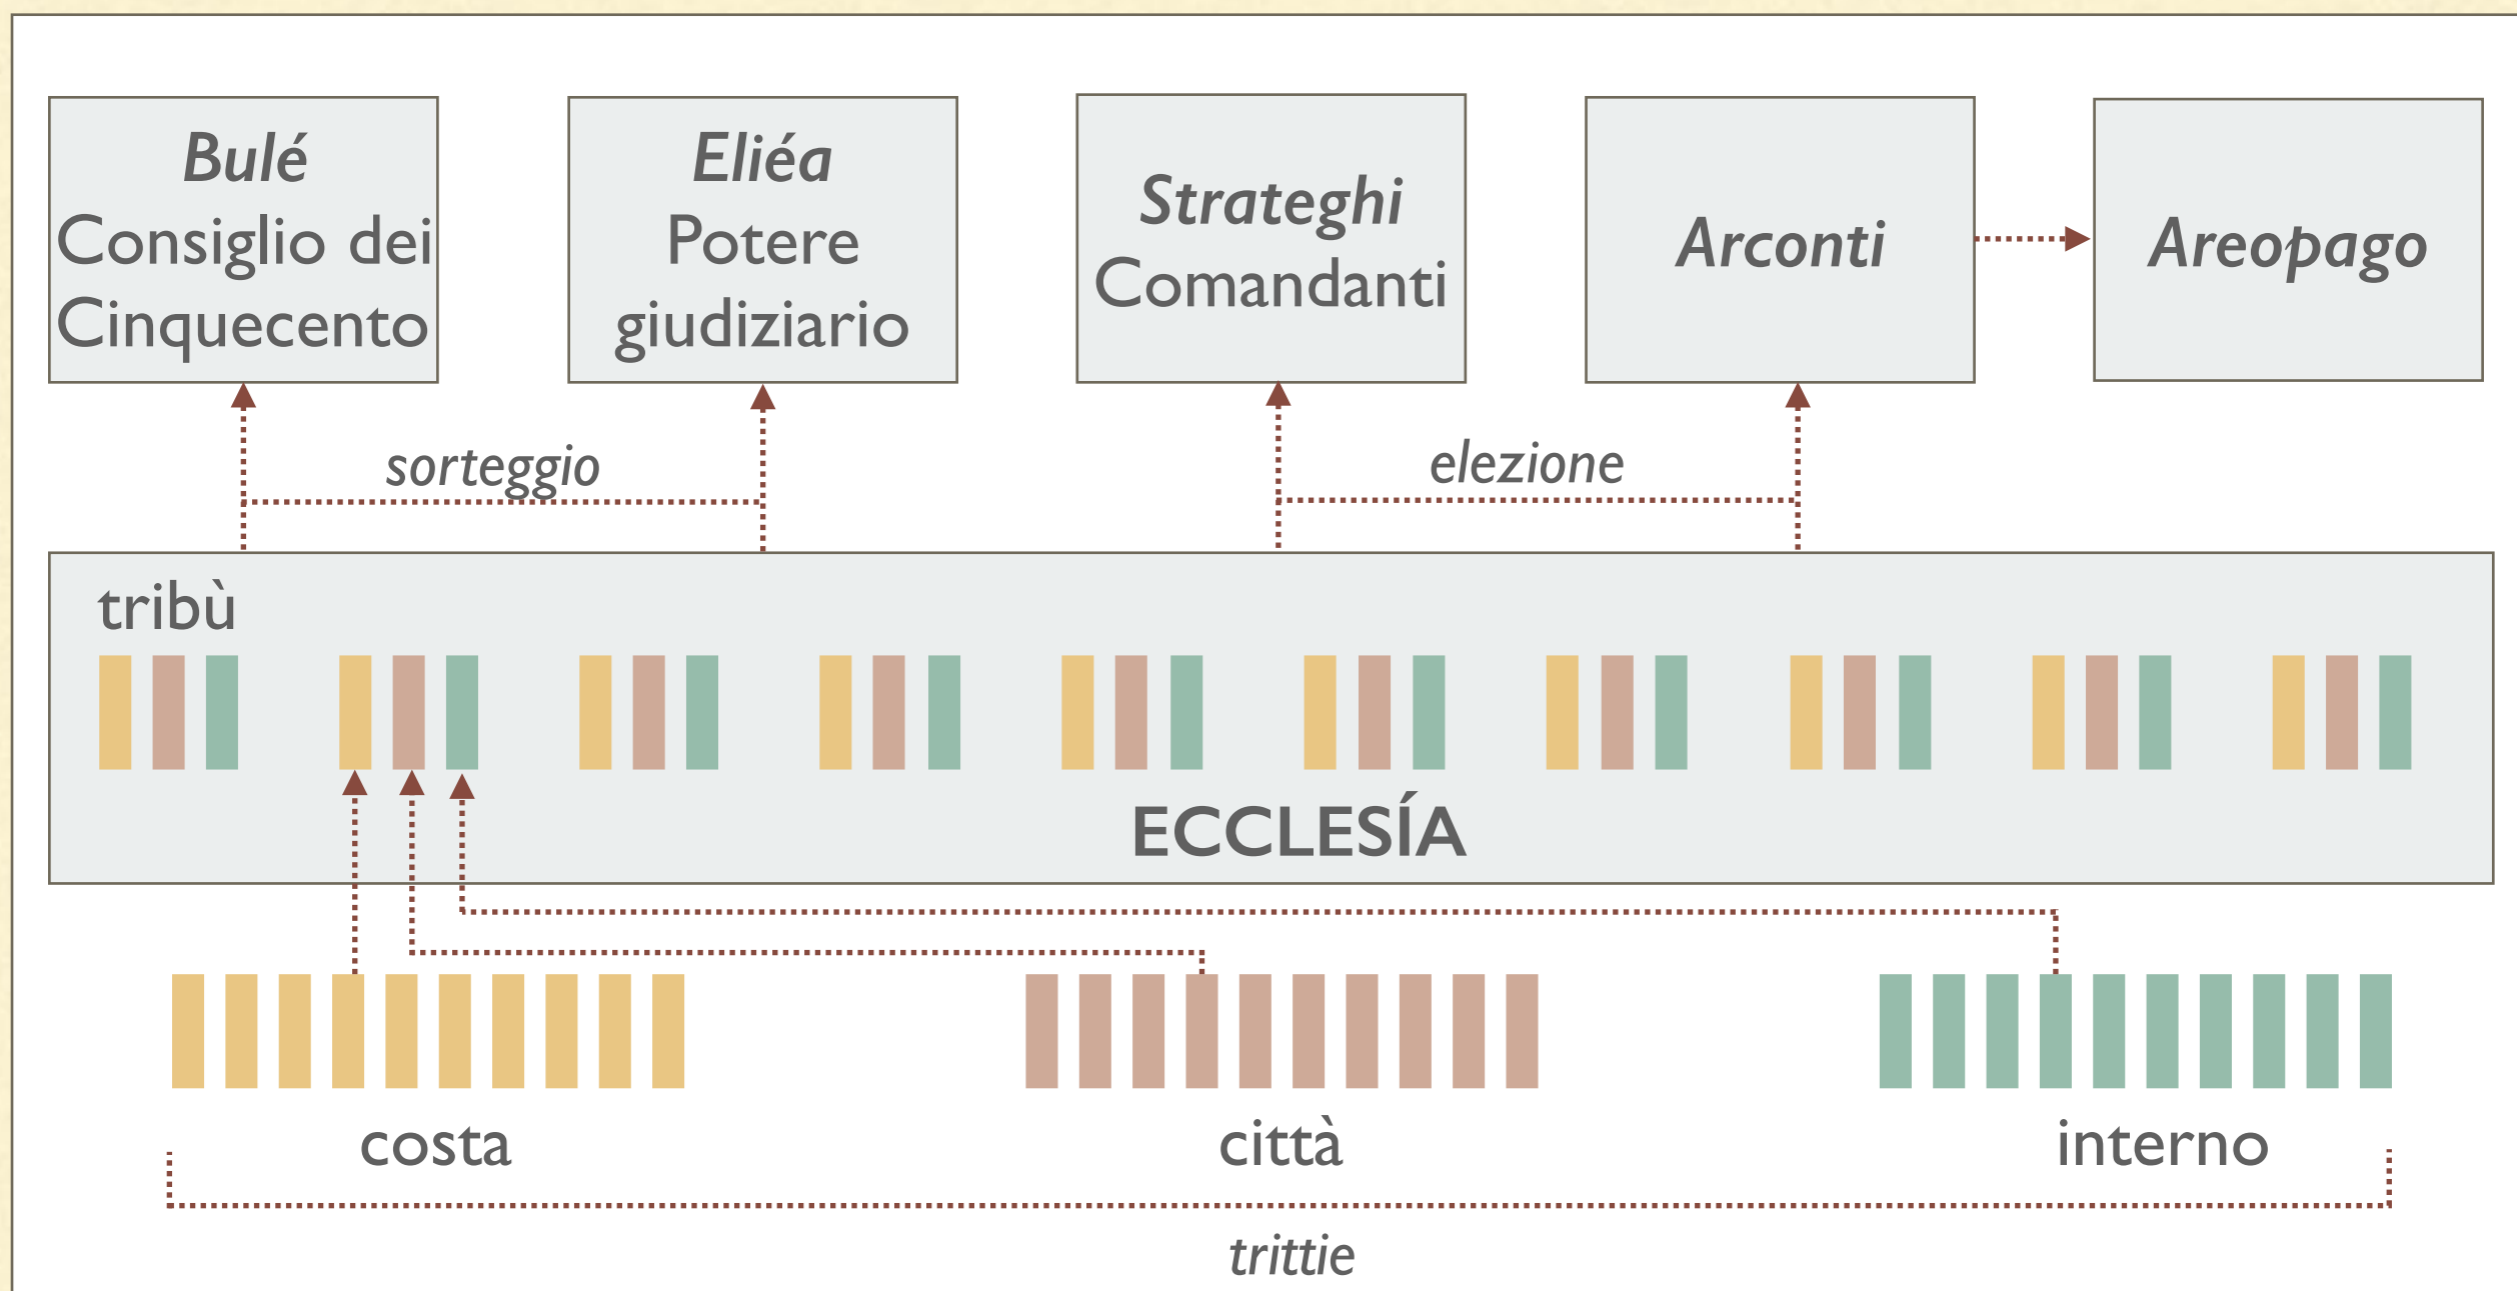 Bulé
Consiglio dei
Cinquecento
Eliéa
Potere
giudiziario
Strateghi
Comandanti
Arconti
Areopago
sorteggio
elezione
tribù
ECCLESÍA
costa
città
interno
trittie